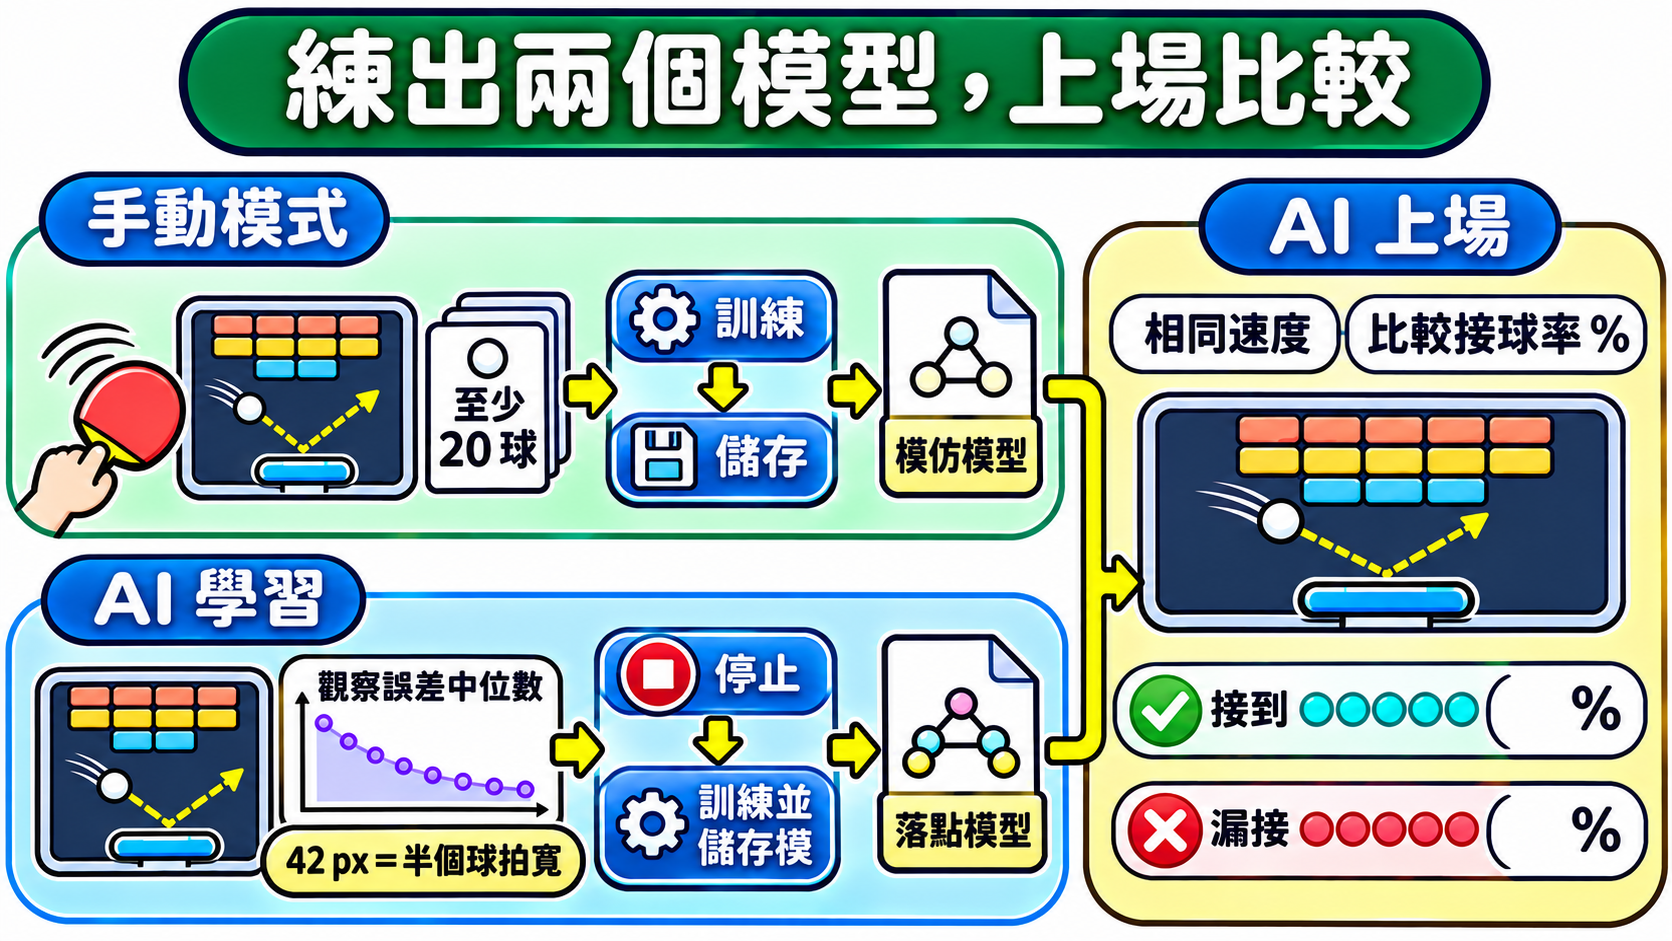 練出兩個模型，上場比較
手動模式
至少
20 球
訓練
儲存
模仿模型
AI 學習
觀察誤差中位數
42 px＝半個球拍寬
停止
訓練並
儲存模
落點模型
AI 上場
相同速度
比較接球率 %
接到
%
漏接
%